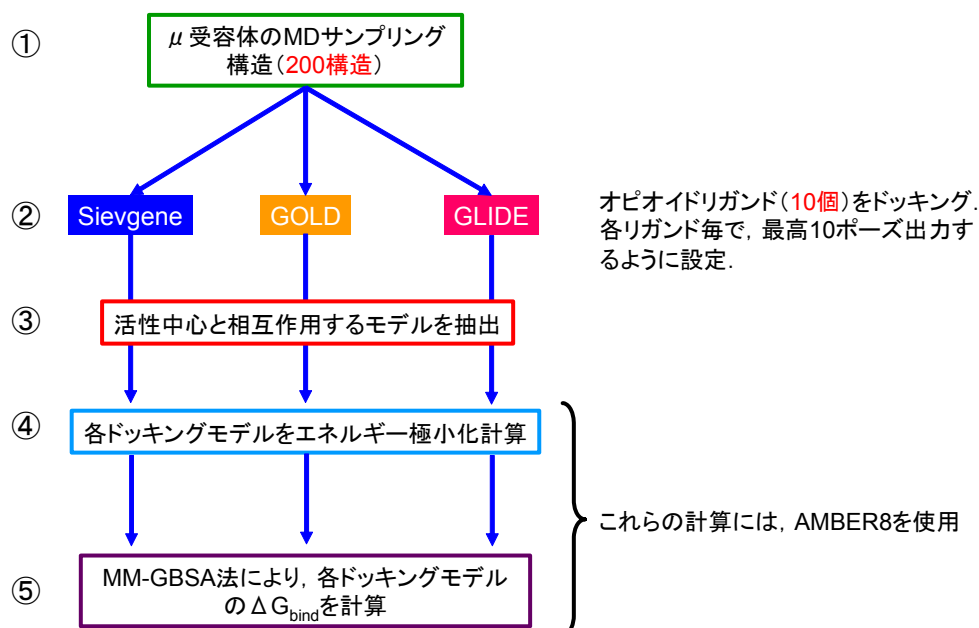 ①
μ受容体のMDサンプリング
構造（200構造）
②
Sievgene
GOLD
GLIDE
オピオイドリガンド（10個）をドッキング.
各リガンド毎で, 最高10ポーズ出力す
るように設定.
③
活性中心と相互作用するモデルを抽出
④
各ドッキングモデルをエネルギー極小化計算
これらの計算には, AMBER8を使用
⑤
MM-GBSA法により, 各ドッキングモデル
のΔGbindを計算